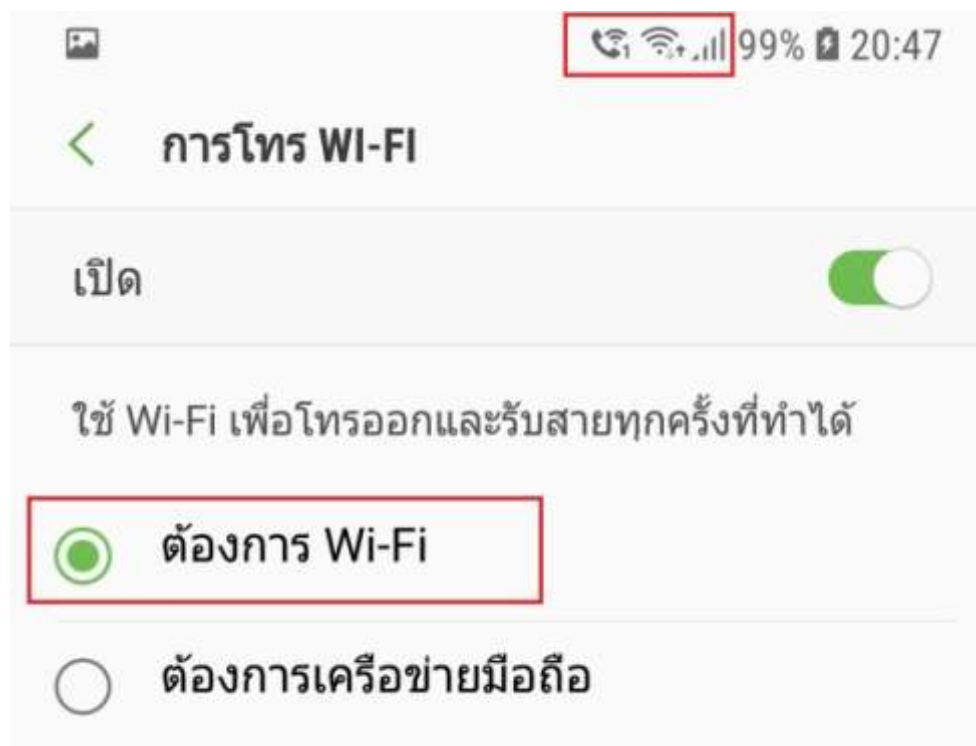 1 99% 20:47
การโทร WI-FI
เปิด
ใช้ Wi-Fi เพื่อโทรออกและรับสายทุกครั้งที่ทำได้
ต้องการ Wi-Fi
ต้องการเครือข่ายมือถือ